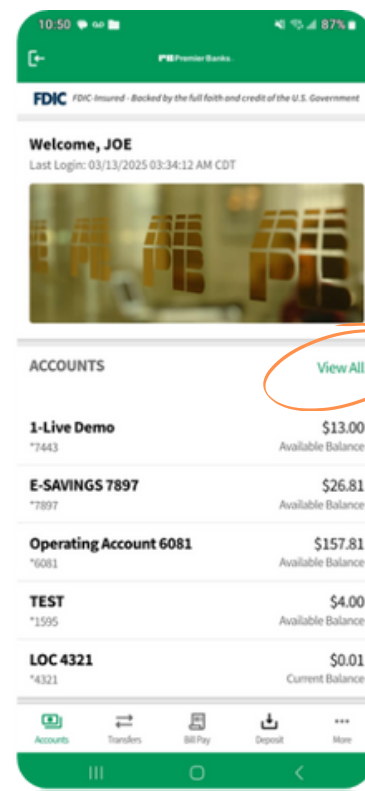 10:50 87%
PB Premier Banks.
FDIC FDIC-Insured - Backed by the full faith and credit of the U.S. Government
Welcome, JOE
Last Login: 03/13/2025 03:34:12 AM CDT
ACCOUNTS View All
1-Live Demo $13.00
*7443 Available Balance
E-SAVINGS 7897 $26.81
*7897 Available Balance
Operating Account 6081 $157.81
*6081 Available Balance
TEST $4.00
*1595 Available Balance
LOC 4321 $0.01
*4321 Current Balance
Accounts Transfers Bill Pay Deposit More